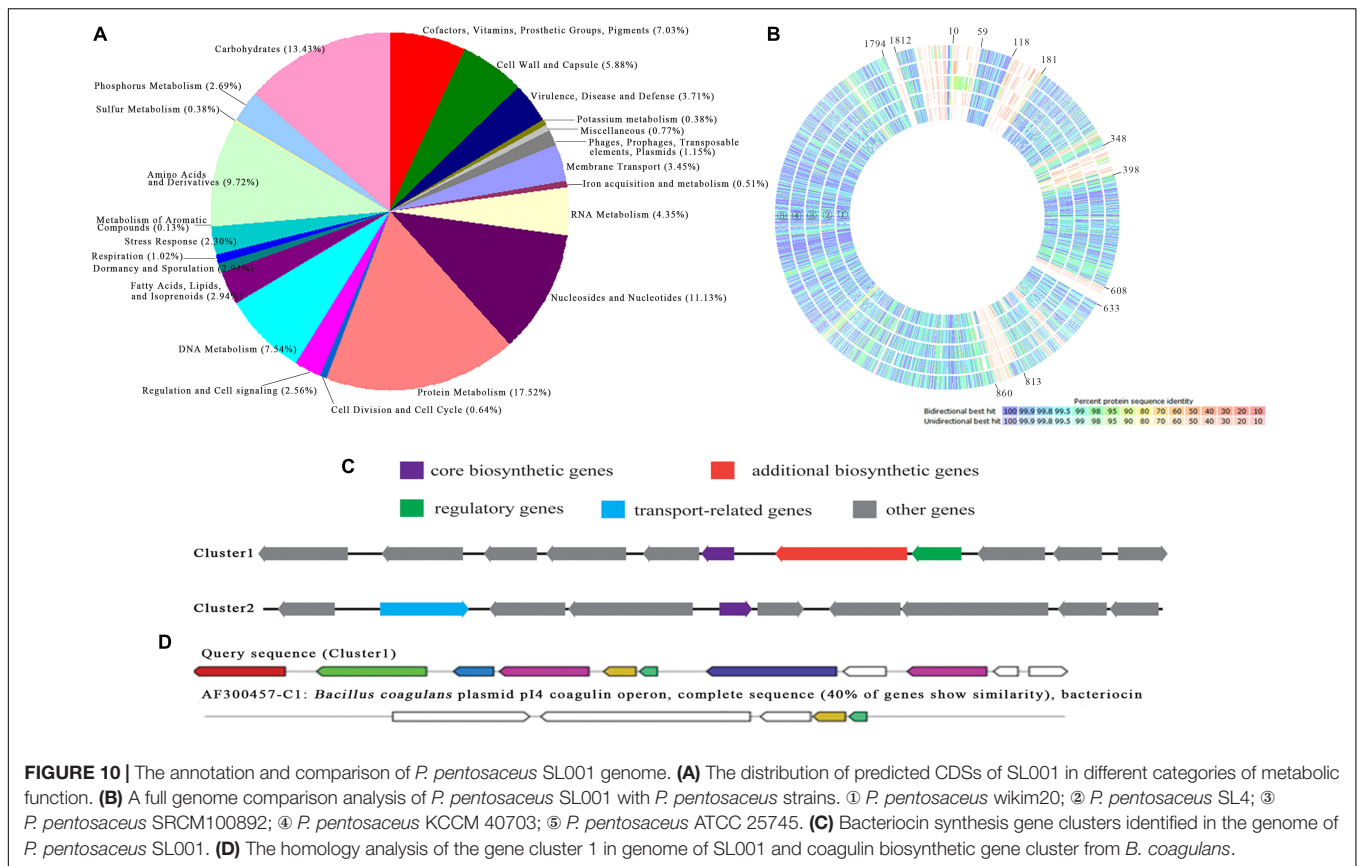 A
Cofactors, Vitamins, Prosthetic Groups, Pigments (7.03%)
Cell Wall and Capsule (5.88%)
Virulence, Disease and Defense (3.71%)
Potassium metabolism (0.38%)
Miscellaneous (0.77%)
Phages, Prophages, Transposable
elements, Plasmids (1.15%)
Membrane Transport (3.45%)
Iron acquisition and metabolism (0.51%)
RNA Metabolism (4.35%)
Nucleosides and Nucleotides (11.13%)
Protein Metabolism (17.52%)
Cell Division and Cell Cycle (0.64%)
Regulation and Cell signaling (2.56%)
DNA Metabolism (7.54%)
Fatty Acids, Lipids,
and Isoprenoids (2.94%)
Dormancy and Sporulation (2.94%)
Respiration (1.02%)
Stress Response (2.30%)
Metabolism of Aromatic
Compounds (0.13%)
Amino Acids
and Derivatives (9.72%)
Sulfur Metabolism (0.38%)
Phosphorus Metabolism (2.69%)
Carbohydrates (13.43%)
B
10
59
118
181
348
398
608
633
813
860
1794
1812
⑤ ④ ③ ② ①
Percent protein sequence identity
Bidirectional best hit 100 99.9 99.8 99.5 99 98 95 90 80 70 60 50 40 30 20 10
Unidirectional best hit 100 99.9 99.8 99.5 99 98 95 90 80 70 60 50 40 30 20 10
C
core biosynthetic genes
additional biosynthetic genes
regulatory genes
transport-related genes
other genes
Cluster1
Cluster2
D
Query sequence (Cluster1)
AF300457-C1: Bacillus coagulans plasmid pI4 coagulin operon, complete sequence (40% of genes show similarity), bacteriocin
FIGURE 10 | The annotation and comparison of P. pentosaceus SL001 genome. (A) The distribution of predicted CDSs of SL001 in different categories of metabolic
function. (B) A full genome comparison analysis of P. pentosaceus SL001 with P. pentosaceus strains. ① P. pentosaceus wikim20; ② P. pentosaceus SL4; ③
P. pentosaceus SRCM100892; ④ P. pentosaceus KCCM 40703; ⑤ P. pentosaceus ATCC 25745. (C) Bacteriocin synthesis gene clusters identified in the genome of
P. pentosaceus SL001. (D) The homology analysis of the gene cluster 1 in genome of SL001 and coagulin biosynthetic gene cluster from B. coagulans.